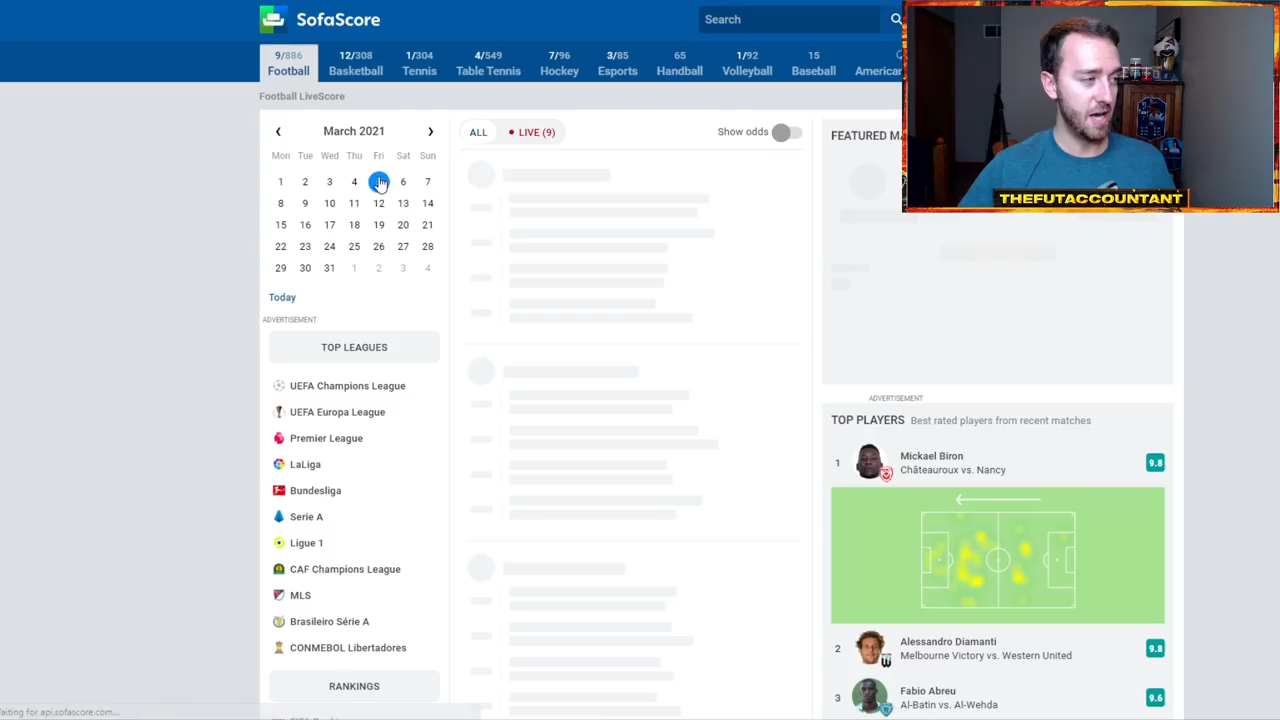 SofaScore
Search
9/886
Football
12/308
Basketball
1/304
Tennis
4/549
Table Tennis
7/96
Hockey
3/85
Esports
65
Handball
1/92
Volleyball
15
Baseball
American
Football LiveScore
March 2021
Mon Tue Wed Thu Fri Sat Sun
1 2 3 4 6 7
8 9 10 11 12 13 14
15 16 17 18 19 20 21
22 23 24 25 26 27 28
29 30 31 1 2 3 4
Today
ADVERTISEMENT
TOP LEAGUES
UEFA Champions League
UEFA Europa League
Premier League
LaLiga
Bundesliga
Serie A
Ligue 1
CAF Champions League
MLS
Brasileiro Série A
CONMEBOL Libertadores
RANKINGS
ALL
LIVE (9)
Show odds
FEATURED MA
THEFUTACCOUNTANT
ADVERTISEMENT
TOP PLAYERS Best rated players from recent matches
1 Mickael Biron 9.8
Châteauroux vs. Nancy
2 Alessandro Diamanti 9.8
Melbourne Victory vs. Western United
3 Fabio Abreu 9.6
Al-Batin vs. Al-Wehda
Waiting for api.sofascore.com...